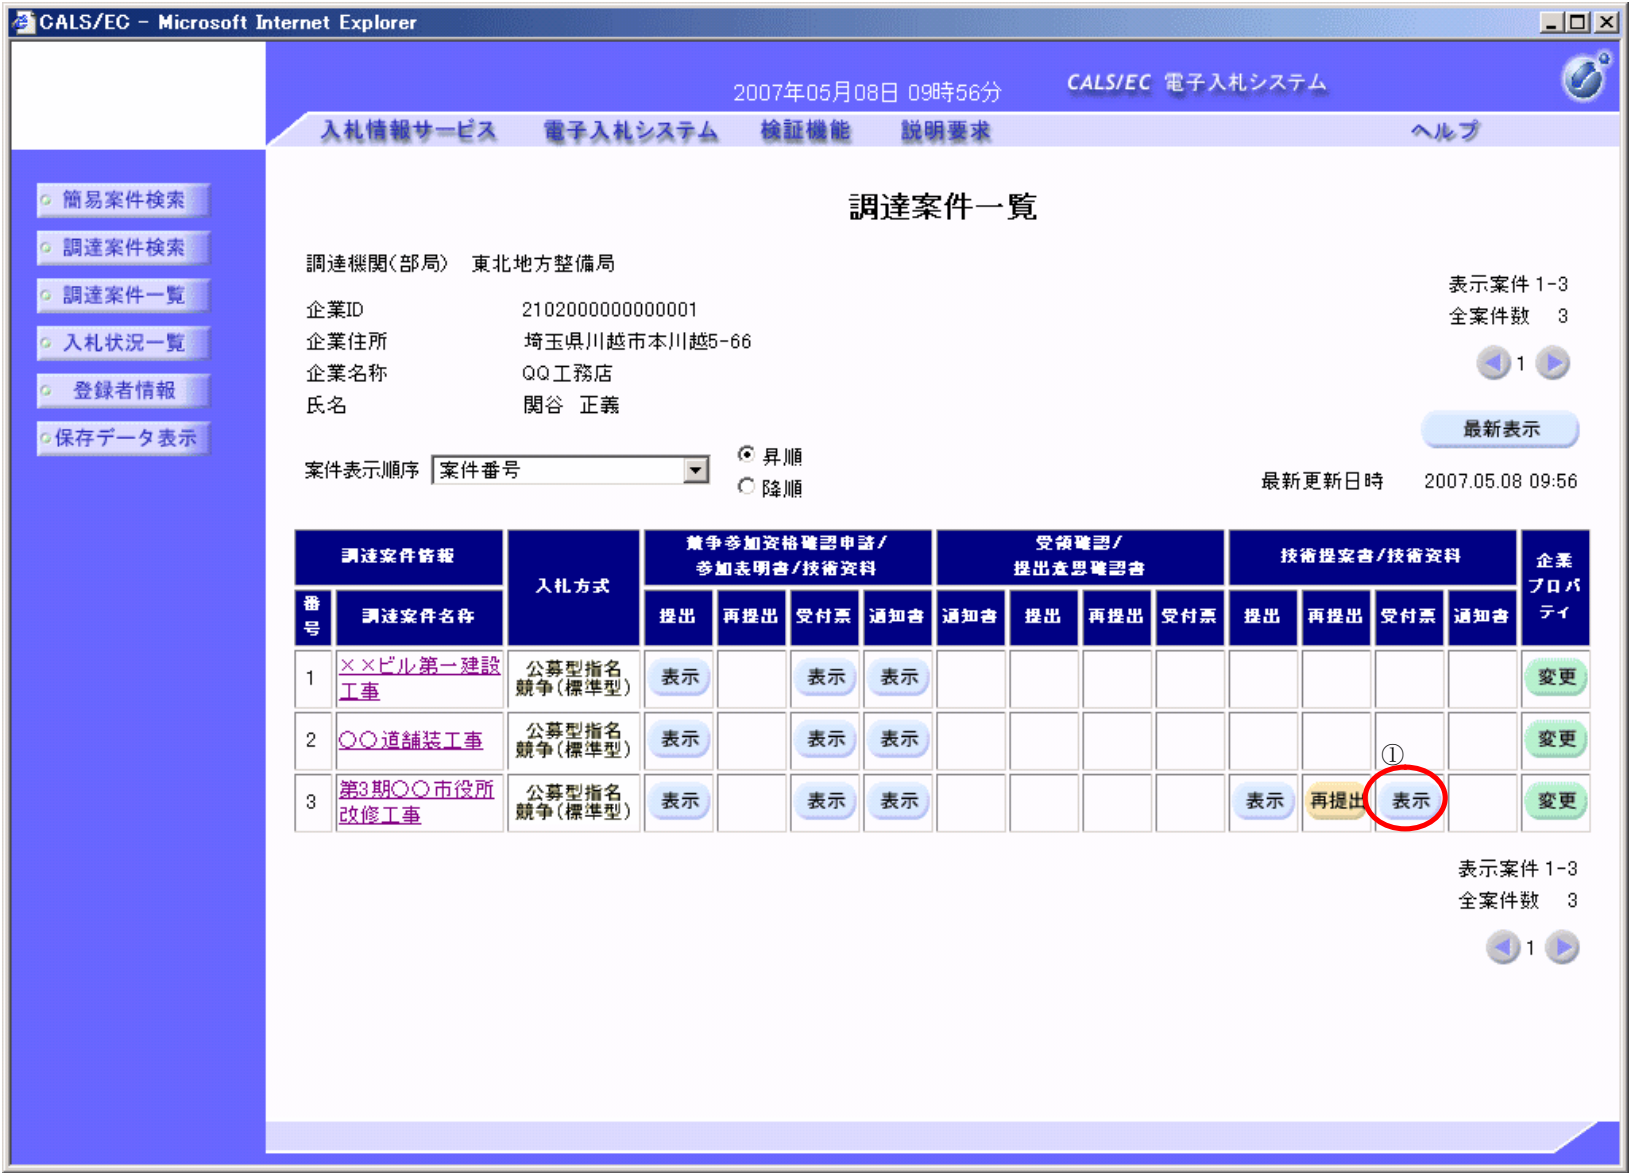 CALS/EC - Microsoft Internet Explorer
2007年05月08日 09時56分
CALS/EC 電子入札システム
入札情報サービス 電子入札システム 検証機能 説明要求 ヘルプ
簡易案件検索
調達案件検索
調達案件一覧
入札状況一覧
登録者情報
保存データ表示
調達案件一覧
調達機関(部局) 東北地方整備局
企業ID 2102000000000001
企業住所 埼玉県川越市本川越5-66
企業名称 QQ工務店
氏名 関谷 正義
表示案件 1-3
全案件数 3
1
最新表示
案件表示順序 案件番号
昇順
降順
最新更新日時 2007.05.08 09:56
調達案件情報 入札方式 競争参加資格確認申請/参加表明書/技術資料 受領確認/提出意思確認書 技術提案書/技術資料 企業プロパティ
番号 調達案件名称 提出 再提出 受付票 通知書 通知書 提出 再提出 受付票 提出 再提出 受付票 通知書
1 ××ビル第一建設工事 公募型指名競争(標準型) 表示 表示 表示 変更
2 〇〇道舗装工事 公募型指名競争(標準型) 表示 表示 表示 変更
①
3 第3期〇〇市役所改修工事 公募型指名競争(標準型) 表示 表示 表示 表示 再提出 表示 変更
表示案件 1-3
全案件数 3
1